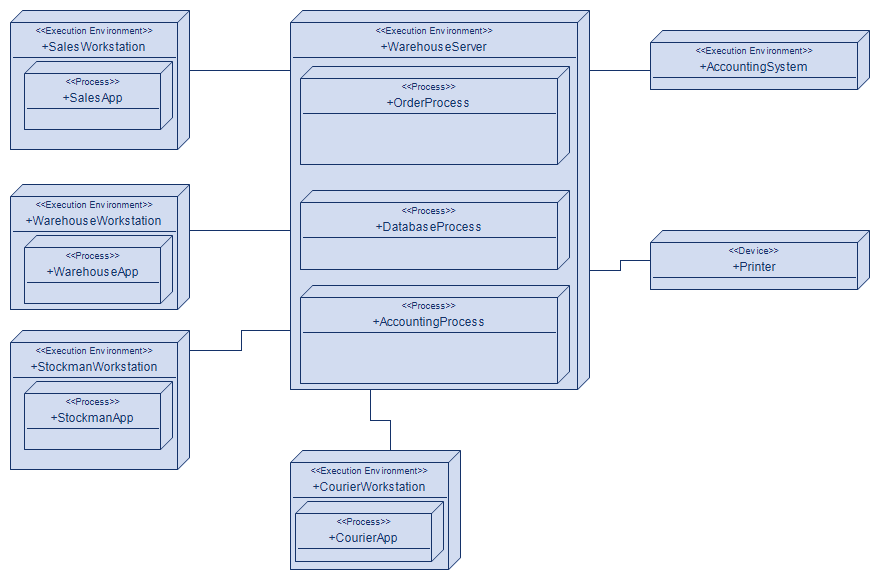 <<Execution Environment>>
+SalesWorkstation
<<Process>>
+SalesApp
<<Execution Environment>>
+WarehouseServer
<<Process>>
+OrderProcess
<<Execution Environment>>
+AccountingSystem
<<Execution Environment>>
+WarehouseWorkstation
<<Process>>
+WarehouseApp
<<Process>>
+DatabaseProcess
<<Device>>
+Printer
<<Process>>
+AccountingProcess
<<Execution Environment>>
+StockmanWorkstation
<<Process>>
+StockmanApp
<<Execution Environment>>
+CourierWorkstation
<<Process>>
+CourierApp